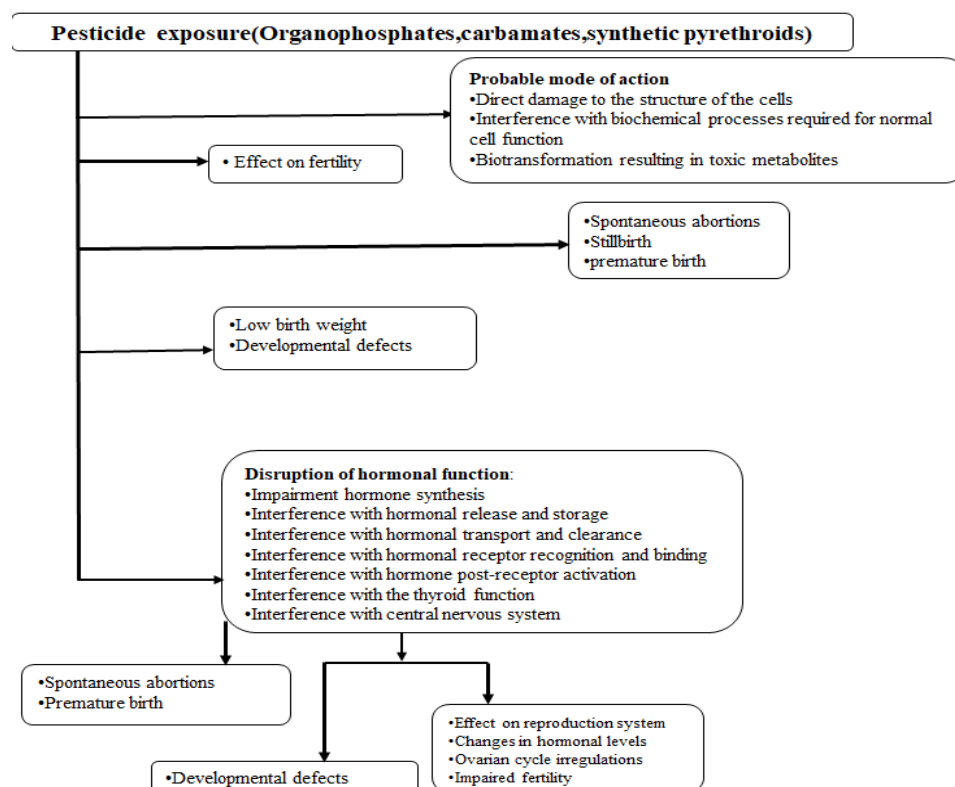 Pesticide exposure(Organophosphates,carbamates,synthetic pyrethroids)
Probable mode of action
•Direct damage to the structure of the cells
•Interference with biochemical processes required for normal
cell function
•Biotransformation resulting in toxic metabolites
• Effect on fertility
•Spontaneous abortions
•Stillbirth
•premature birth
•Low birth weight
•Developmental defects
Disruption of hormonal function:
•Impairment hormone synthesis
•Interference with hormonal release and storage
•Interference with hormonal transport and clearance
•Interference with hormonal receptor recognition and binding
•Interference with hormone post-receptor activation
•Interference with the thyroid function
•Interference with central nervous system
•Spontaneous abortions
•Premature birth
•Effect on reproduction system
•Changes in hormonal levels
•Ovarian cycle irregulations
•Impaired fertility
•Developmental defects